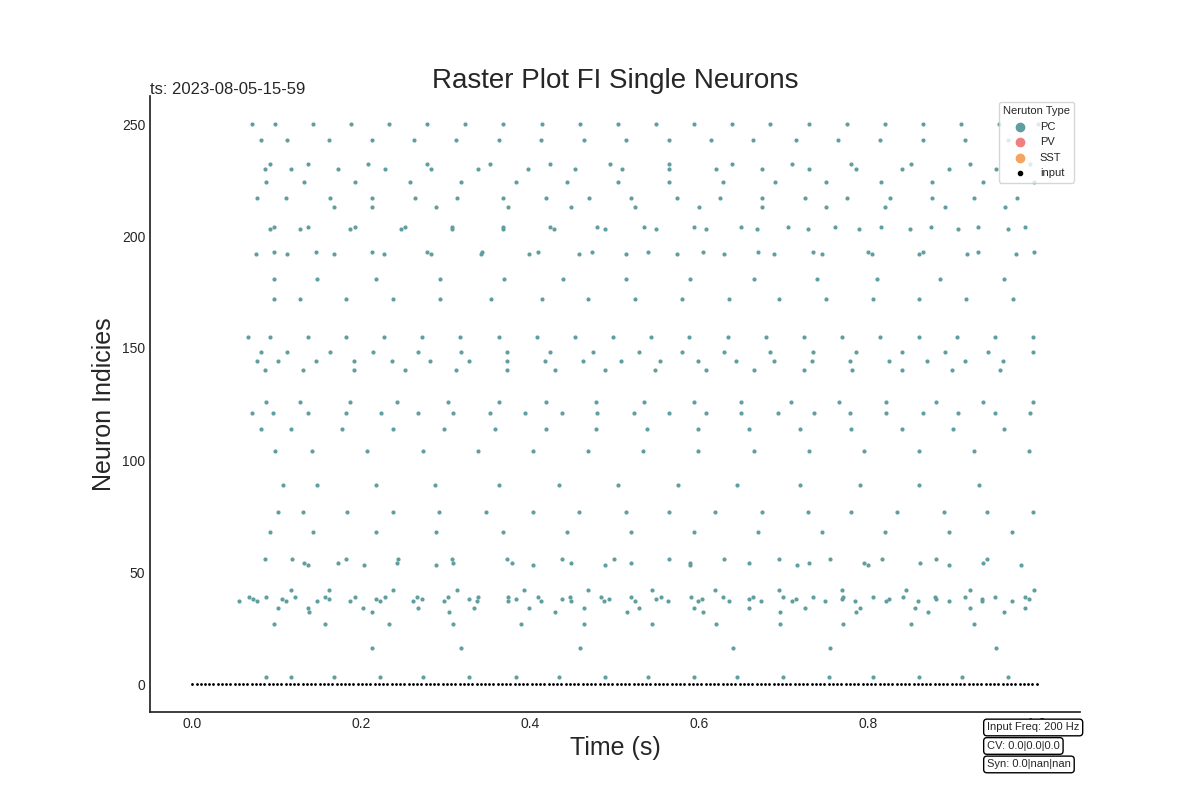 Raster Plot FI Single Neurons
ts: 2023-08-05-15-59
Neruton Type
PC
PV
SST
input
250
200
150
100
50
0
Neuron Indicies
0.0 0.2 0.4 0.6 0.8
Time (s)
Input Freq: 200 Hz
CV: 0.0|0.0|0.0
Syn: 0.0|nan|nan